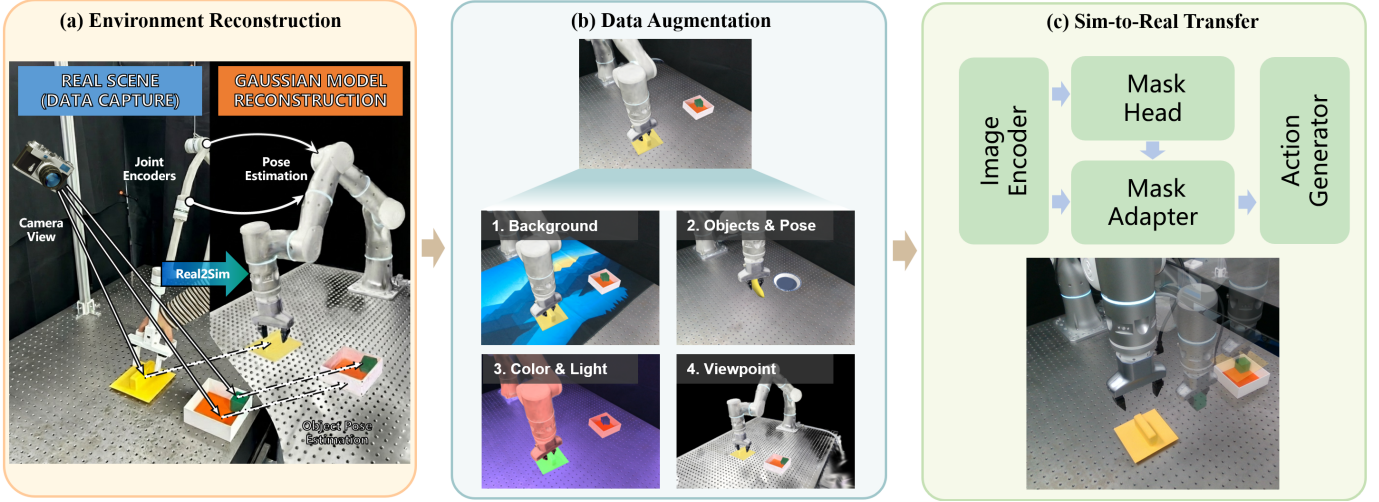 (a) Environment Reconstruction
REAL SCENE
(DATA CAPTURE)
GAUSSIAN MODEL
RECONSTRUCTION
Joint
Encoders
Pose
Estimation
Camera
View
Real2Sim
Object Pose
Estimation
(b) Data Augmentation
1. Background
2. Objects & Pose
3. Color & Light
4. Viewpoint
(c) Sim-to-Real Transfer
Image
Encoder
Mask
Head
Mask
Adapter
Action
Generator